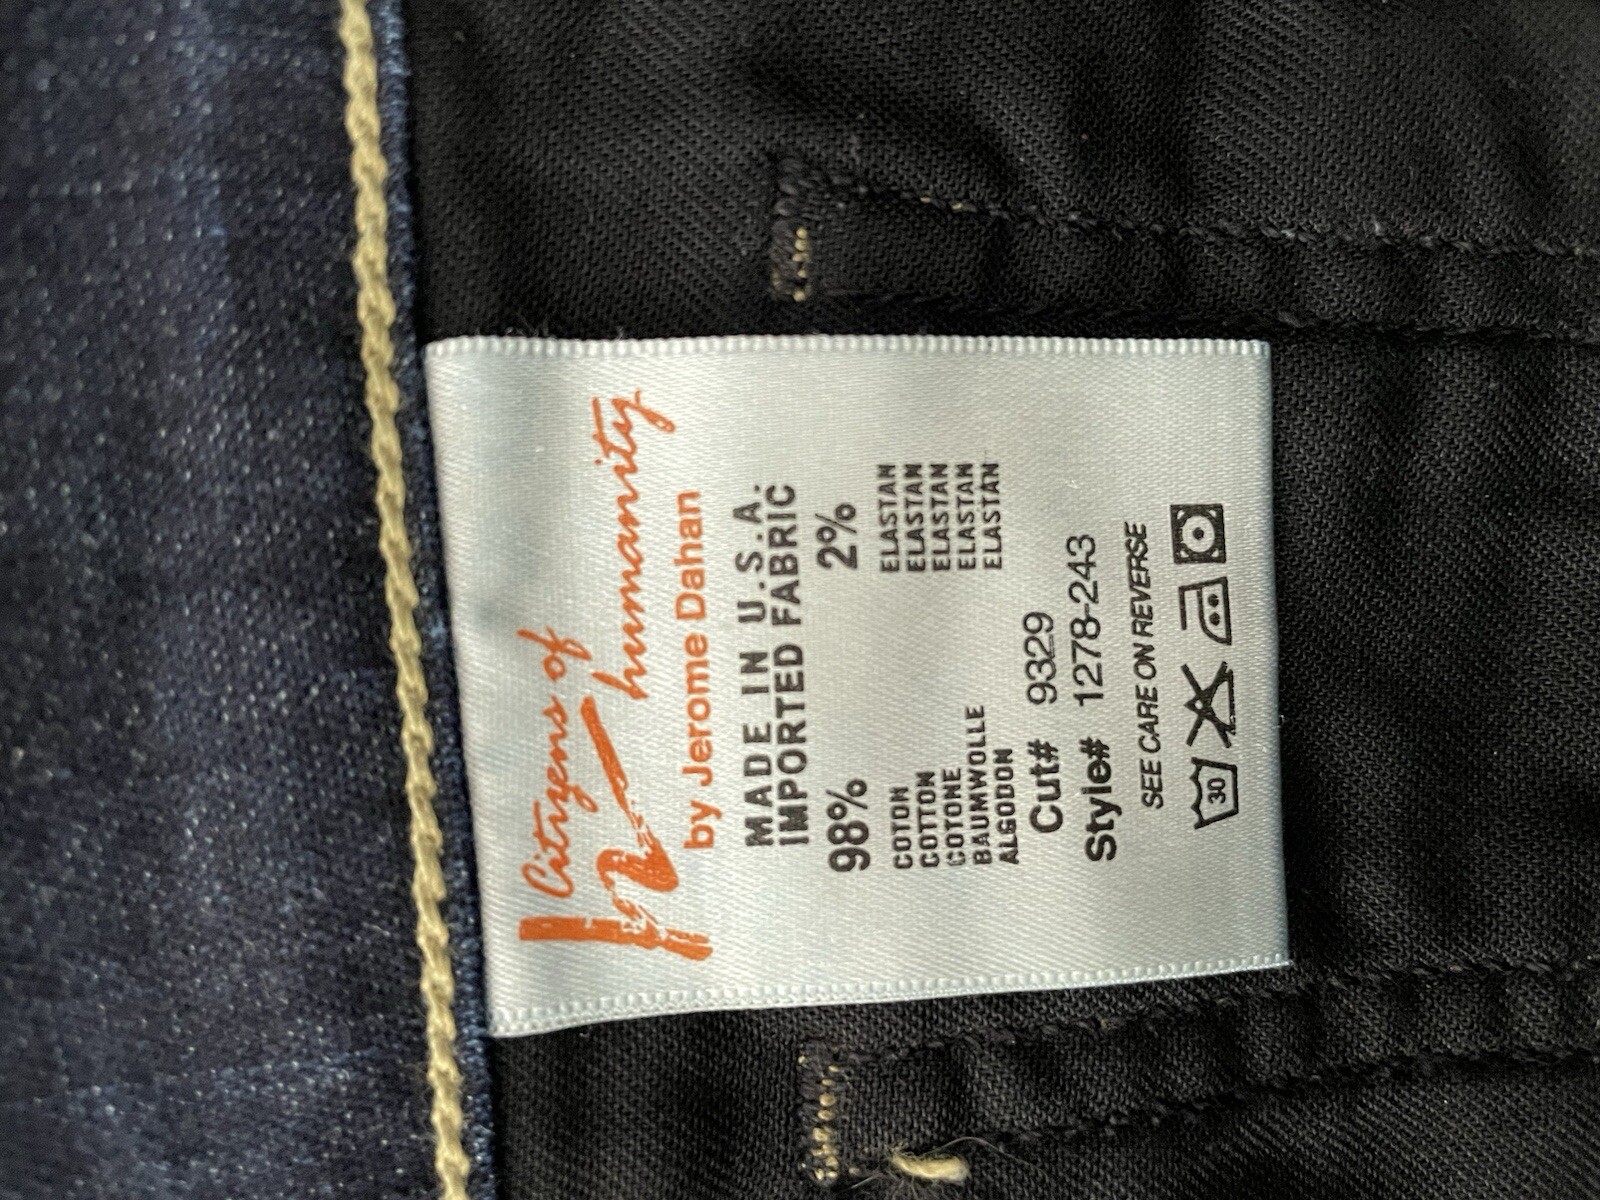 Citizens of
humanity
by Jerome Dahan
MADE IN U.S.A.
IMPORTED FABRIC
98% 2%
COTON ELASTAN
COTTON ELASTAN
COTONE ELASTAN
BAUMWOLLE ELASTAN
ALGODON ELASTAN
Cut# 9329
Style# 1278-243
SEE CARE ON REVERSE
30